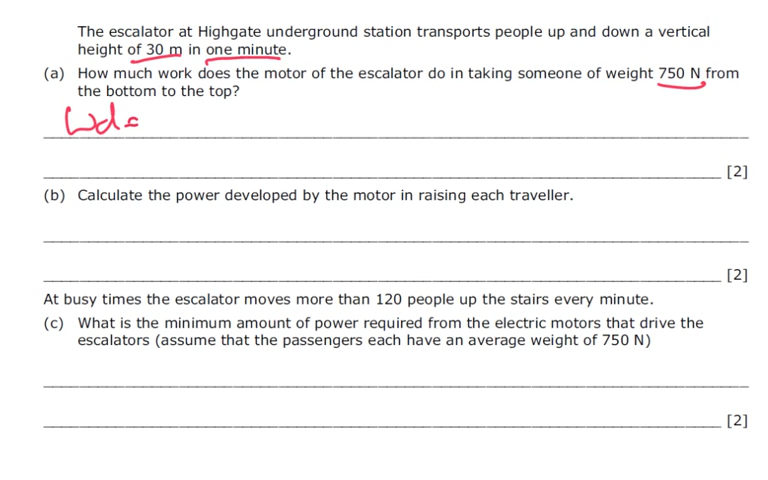 The escalator at Highgate underground station transports people up and down a vertical
height of 30 m in one minute.
(a) How much work does the motor of the escalator do in taking someone of weight 750 N from
the bottom to the top?
Wd=
[2]
(b) Calculate the power developed by the motor in raising each traveller.
[2]
At busy times the escalator moves more than 120 people up the stairs every minute.
(c) What is the minimum amount of power required from the electric motors that drive the
escalators (assume that the passengers each have an average weight of 750 N)
[2]